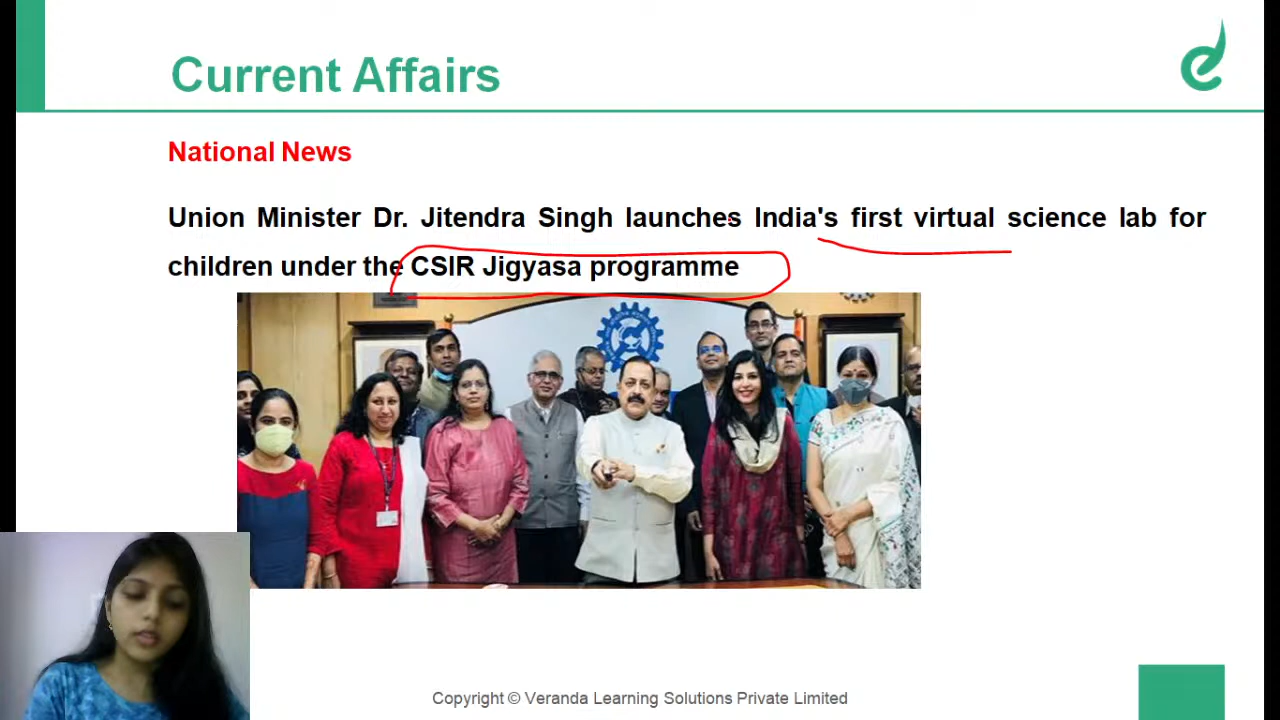 Current Affairs
National News
Union Minister Dr. Jitendra Singh launches India's first virtual science lab for
children under the CSIR Jigyasa programme
Copyright © Veranda Learning Solutions Private Limited